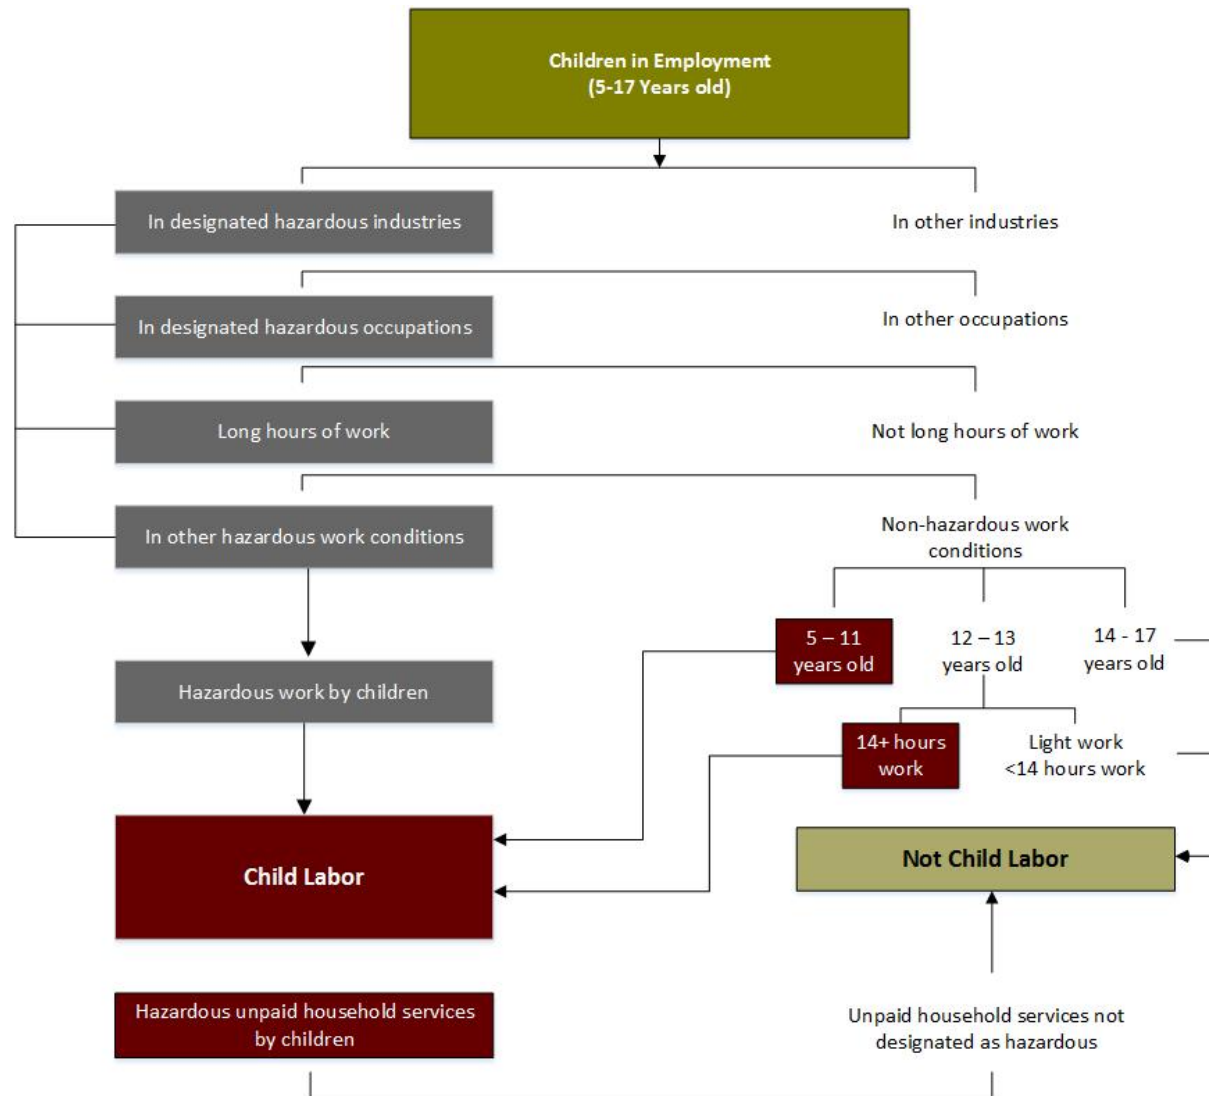 Children in Employment
(5-17 Years old)
In designated hazardous industries
In other industries
In designated hazardous occupations
In other occupations
Long hours of work
Not long hours of work
In other hazardous work conditions
Non-hazardous work
conditions
5 – 11
years old
12 – 13
years old
14 - 17
years old
Hazardous work by children
14+ hours
work
Light work
<14 hours work
Child Labor
Not Child Labor
Hazardous unpaid household services
by children
Unpaid household services not
designated as hazardous